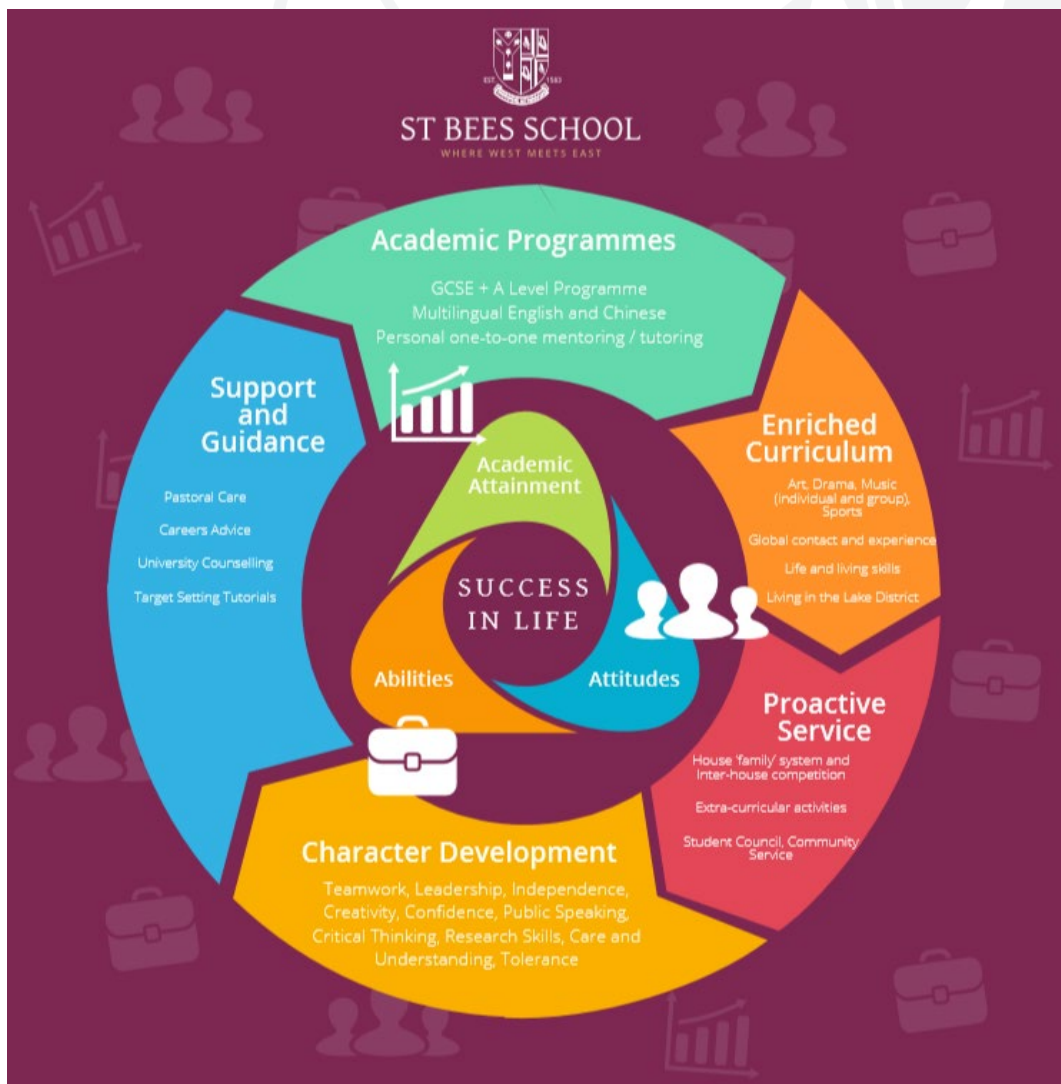 EST. 1583
ST BEES SCHOOL
WHERE WEST MEETS EAST
Academic Programmes
GCSE + A Level Programme
Multilingual English and Chinese
Personal one-to-one mentoring / tutoring
Enriched
Curriculum
Art, Drama, Music
(individual and group),
Sports
Global contact and experience
Life and living skills
Living in the Lake District
Proactive
Service
House 'family' system and
Inter-house competition
Extra-curricular activities
Student Council, Community
Service
Character Development
Teamwork, Leadership, Independence,
Creativity, Confidence, Public Speaking,
Critical Thinking, Research Skills, Care and
Understanding, Tolerance
Support
and
Guidance
Pastoral Care
Careers Advice
University Counselling
Target Setting Tutorials
Academic
Attainment
SUCCESS
IN LIFE
Abilities
Attitudes